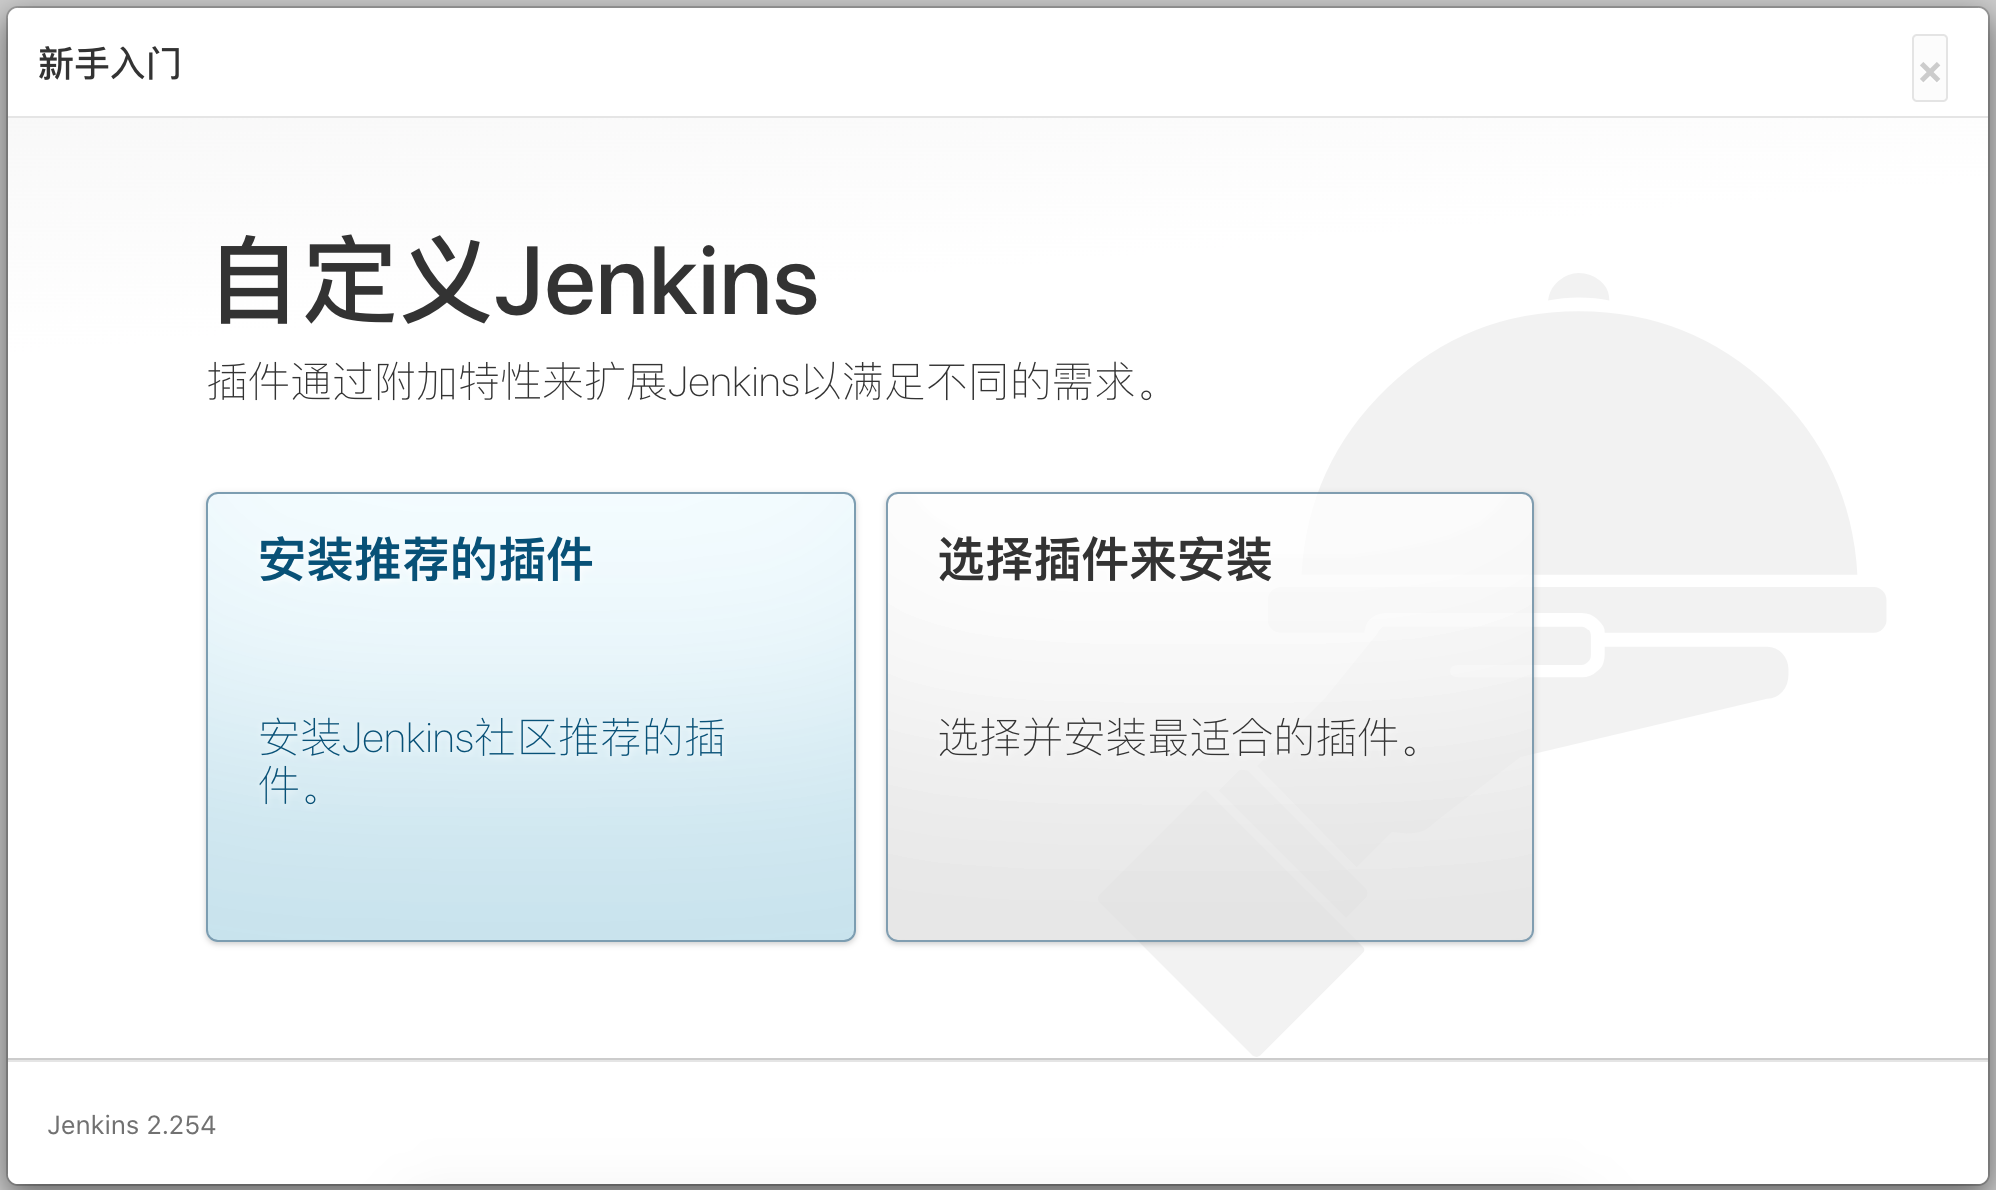 新手入门
×
自定义Jenkins
插件通过附加特性来扩展Jenkins以满足不同的需求。
安装推荐的插件
安装Jenkins社区推荐的插
件。
选择插件来安装
选择并安装最适合的插件。
Jenkins 2.254